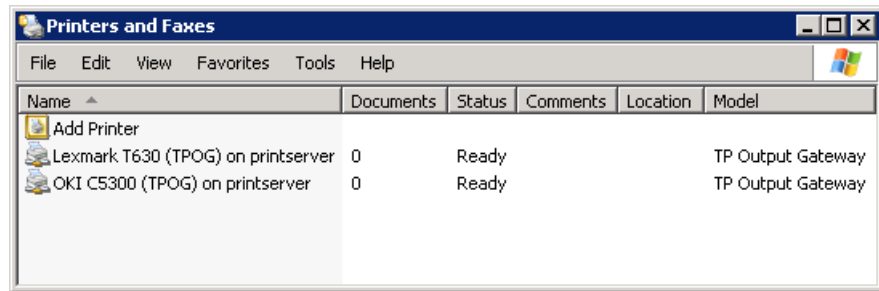 Printers and Faxes
File Edit View Favorites Tools Help
Name Documents Status Comments Location Model
Add Printer
Lexmark T630 (TPOG) on printserver 0 Ready TP Output Gateway
OKI C5300 (TPOG) on printserver 0 Ready TP Output Gateway